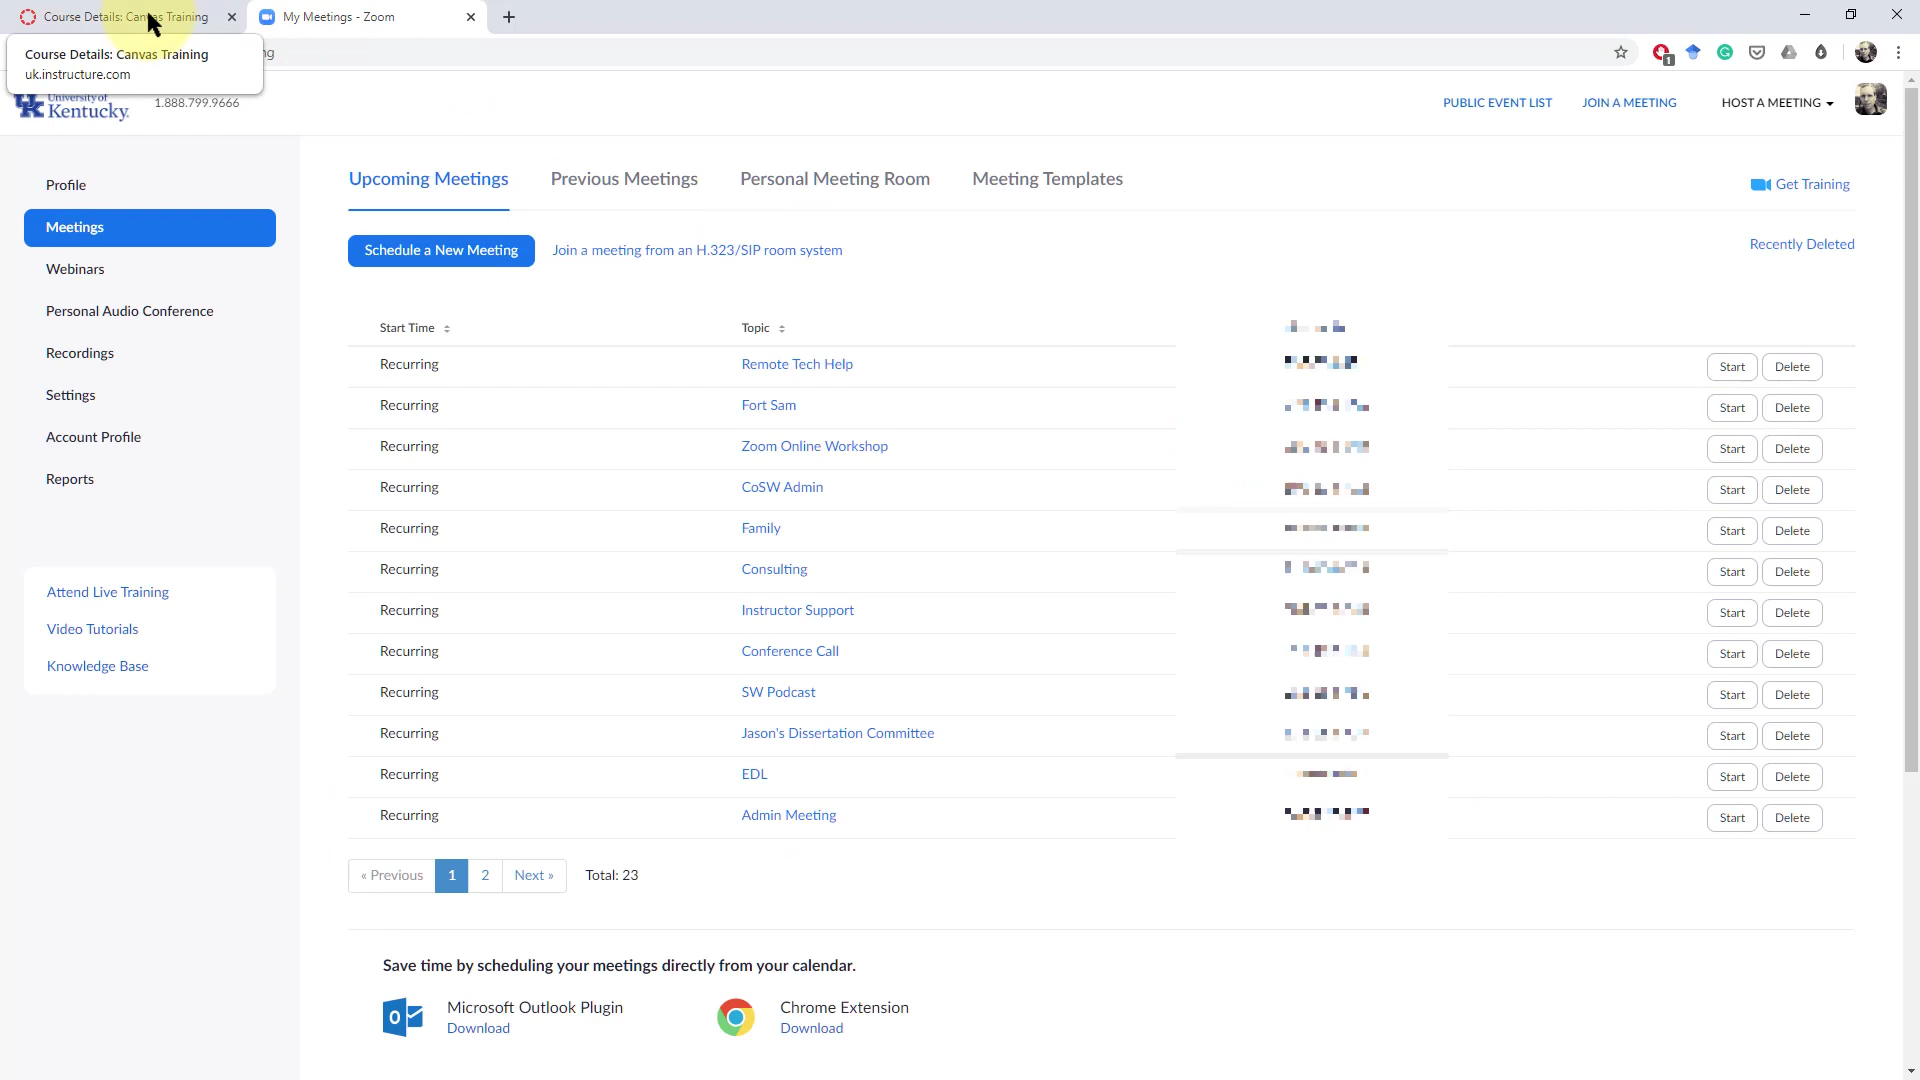 Course Details: Canvas Training
My Meetings - Zoom
Course Details: Canvas Training
uk.instructure.com
ng
1
University of
UK Kentucky
1.888.799.9666
PUBLIC EVENT LIST
JOIN A MEETING
HOST A MEETING
Profile
Meetings
Webinars
Personal Audio Conference
Recordings
Settings
Account Profile
Reports
Attend Live Training
Video Tutorials
Knowledge Base
Upcoming Meetings
Previous Meetings
Personal Meeting Room
Meeting Templates
Get Training
Schedule a New Meeting
Join a meeting from an H.323/SIP room system
Recently Deleted
Start Time Topic
Recurring Remote Tech Help Start Delete
Recurring Fort Sam Start Delete
Recurring Zoom Online Workshop Start Delete
Recurring CoSW Admin Start Delete
Recurring Family Start Delete
Recurring Consulting Start Delete
Recurring Instructor Support Start Delete
Recurring Conference Call Start Delete
Recurring SW Podcast Start Delete
Recurring Jason's Dissertation Committee Start Delete
Recurring EDL Start Delete
Recurring Admin Meeting Start Delete
« Previous 1 2 Next » Total: 23
Save time by scheduling your meetings directly from your calendar.
Microsoft Outlook Plugin
Download
Chrome Extension
Download